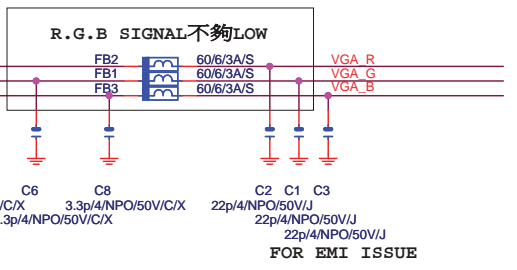 R.G.B SIGNAL不夠LOW
FB2 60/6/3A/S VGA_R
FB1 60/6/3A/S VGA_G
FB3 60/6/3A/S VGA_B
C6 C8 C2 C1 C3
/C/X 3.3p/4/NPO/50V/C/X 22p/4/NPO/50V/J
.3p/4/NPO/50V/C/X 22p/4/NPO/50V/J
22p/4/NPO/50V/J
FOR EMI ISSUE